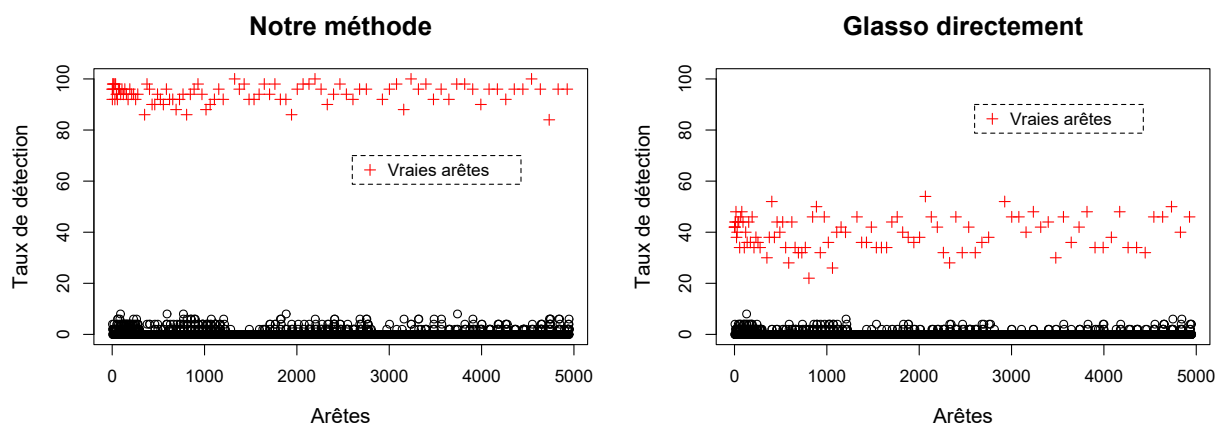 Notre méthode
Taux de détection
100
80
60
40
20
0
Vraies arêtes
0 1000 2000 3000 4000 5000
Arêtes
Glasso directement
Taux de détection
100
80
60
40
20
0
Vraies arêtes
0 1000 2000 3000 4000 5000
Arêtes